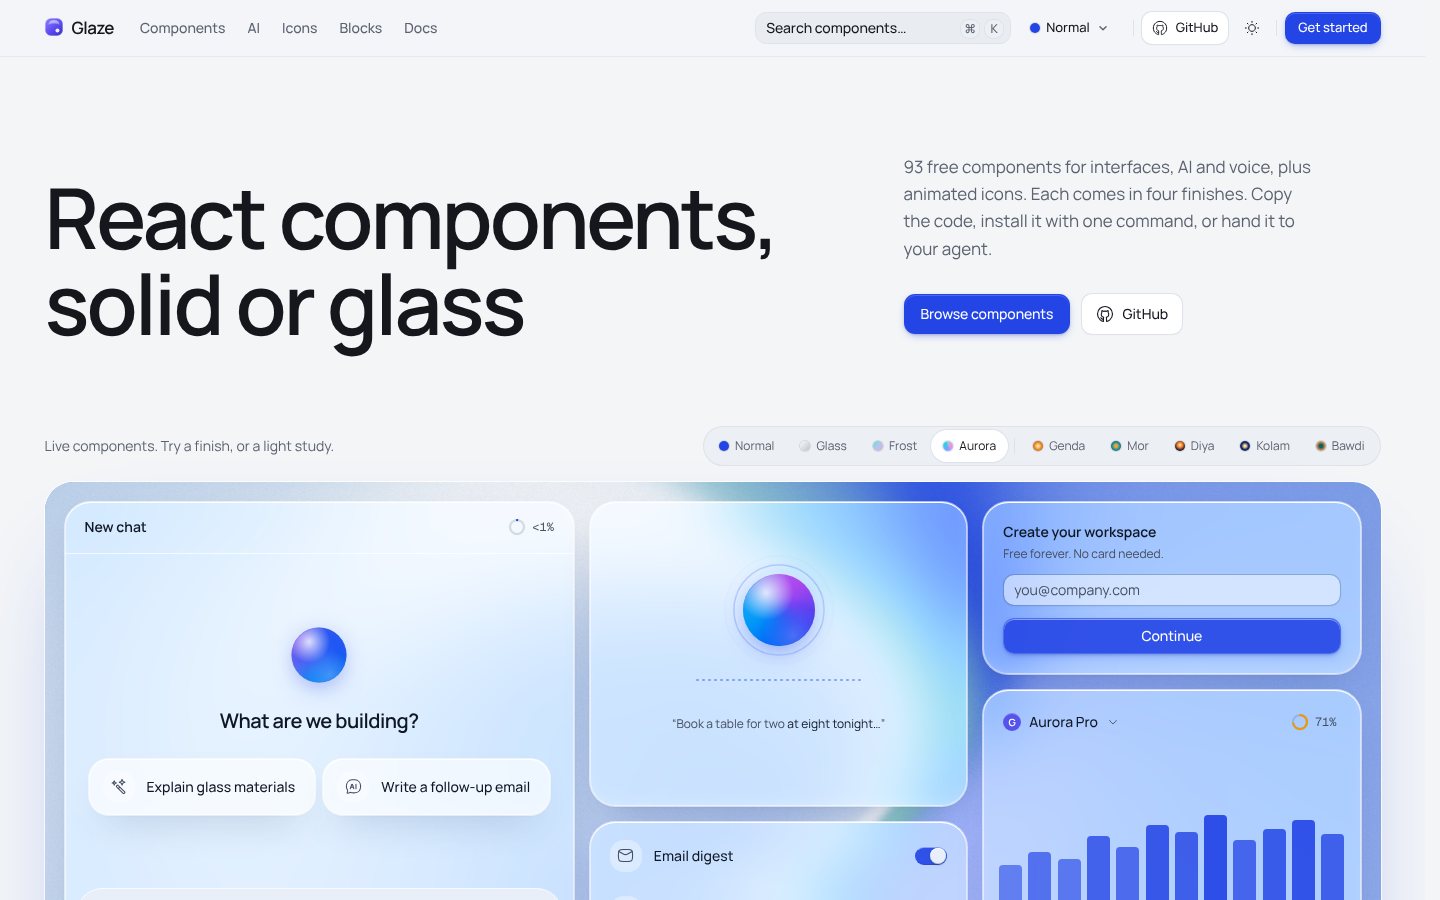 Glaze
Components
AI
Icons
Blocks
Docs
Search components...
⌘
K
Normal
GitHub
Get started
React components,
solid or glass
93 free components for interfaces, AI and voice, plus
animated icons. Each comes in four finishes. Copy
the code, install it with one command, or hand it to
your agent.
Browse components
GitHub
Live components. Try a finish, or a light study.
Normal
Glass
Frost
Aurora
Genda
Mor
Diya
Kolam
Bawdi
New chat
<1%
What are we building?
Explain glass materials
AI
Write a follow-up email
“Book a table for two at eight tonight...”
Email digest
Create your workspace
Free forever. No card needed.
you@company.com
Continue
G
Aurora Pro
71%